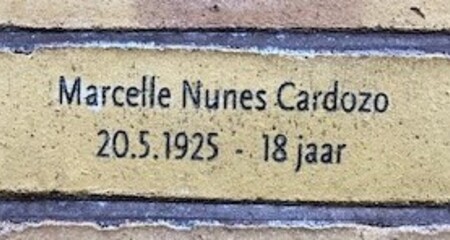 Marcelle Nunes Cardozo
20.5.1925 - 18 jaar